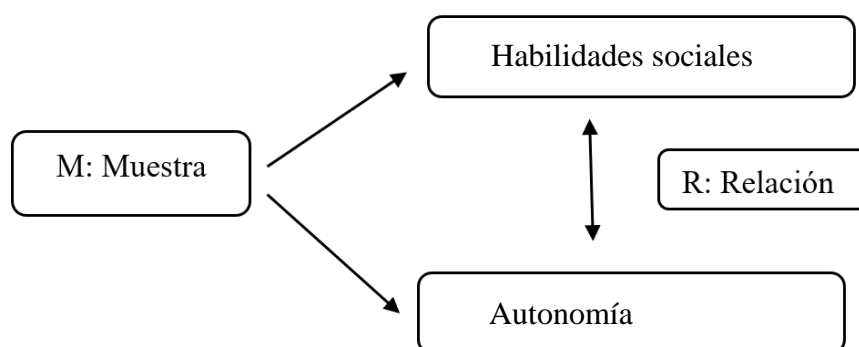 Habilidades sociales
M: Muestra
R: Relación
Autonomía